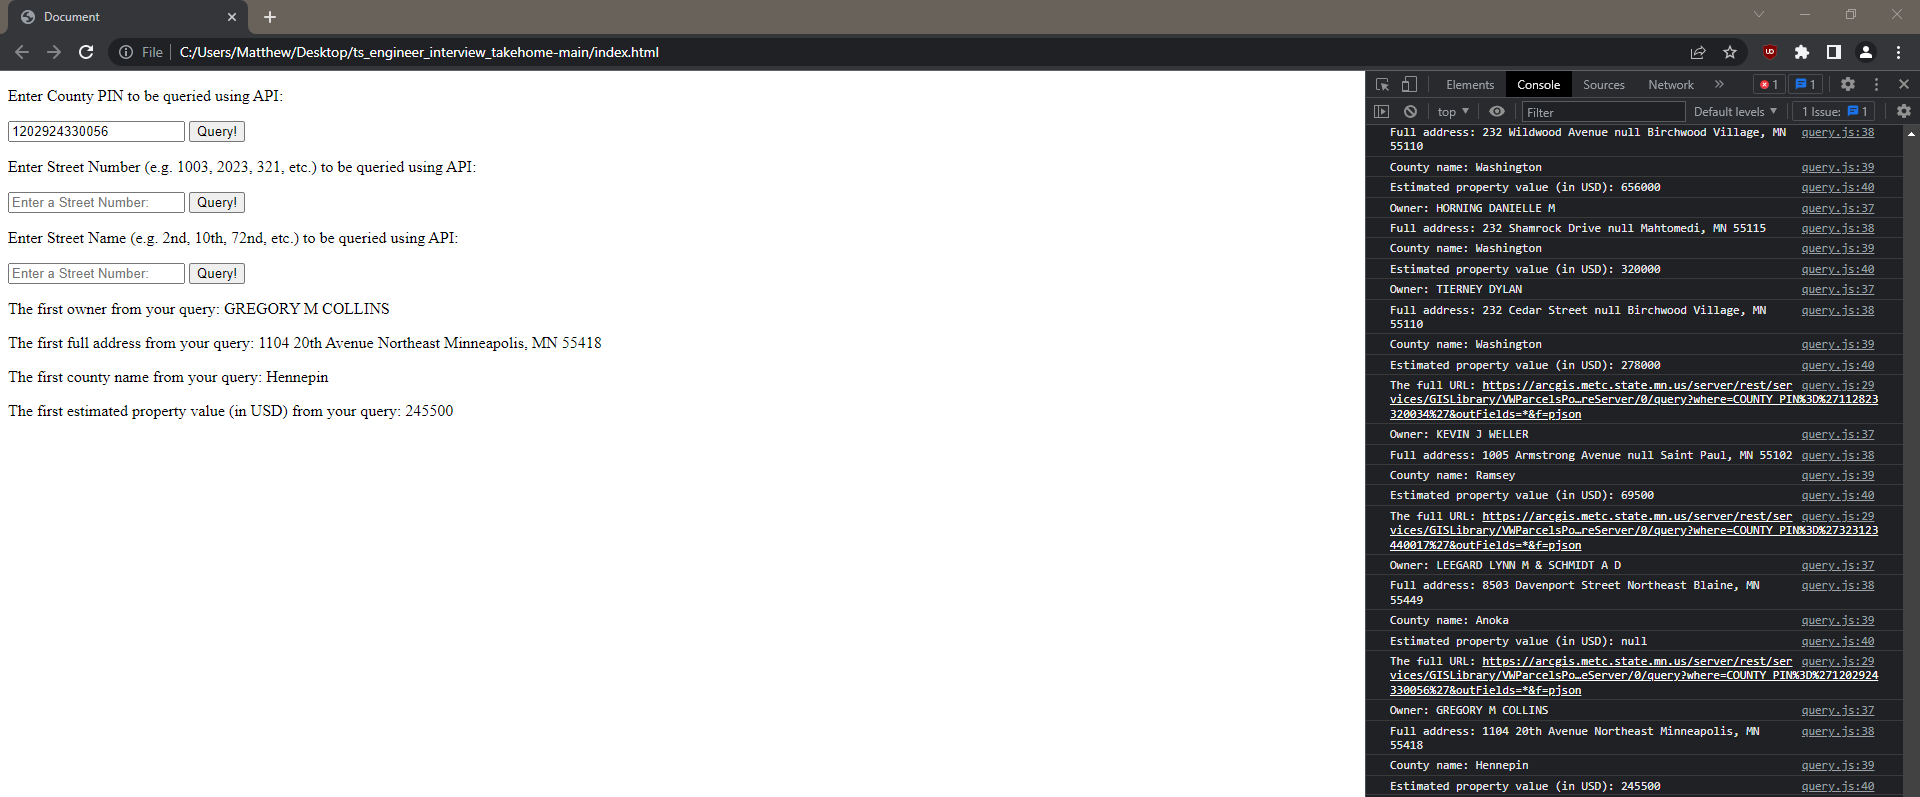 Document
File
C:/Users/Matthew/Desktop/ts_engineer_interview_takehome-main/index.html
Enter County PIN to be queried using API:
1202924330056 Query!
Enter Street Number (e.g. 1003, 2023, 321, etc.) to be queried using API:
Enter a Street Number: Query!
Enter Street Name (e.g. 2nd, 10th, 72nd, etc.) to be queried using API:
Enter a Street Number: Query!
The first owner from your query: GREGORY M COLLINS
The first full address from your query: 1104 20th Avenue Northeast Minneapolis, MN 55418
The first county name from your query: Hennepin
The first estimated property value (in USD) from your query: 245500
Elements Console Sources Network » 1 1
top Filter Default levels 1 Issue: 1
Full address: 232 Wildwood Avenue null Birchwood Village, MN query.js:38
55110
County name: Washington query.js:39
Estimated property value (in USD): 656000 query.js:40
Owner: HORNING DANIELLE M query.js:37
Full address: 232 Shamrock Drive null Mahtomedi, MN 55115 query.js:38
County name: Washington query.js:39
Estimated property value (in USD): 320000 query.js:40
Owner: TIERNEY DYLAN query.js:37
Full address: 232 Cedar Street null Birchwood Village, MN query.js:38
55110
County name: Washington query.js:39
Estimated property value (in USD): 278000 query.js:40
The full URL: https://arcgis.metc.state.mn.us/server/rest/ser query.js:29
vices/GISLibrary/VWParcelsPo…reServer/0/query?where=COUNTY_PIN%3D%27112823
320034%27&outFields=*&f=pjson
Owner: KEVIN J WELLER query.js:37
Full address: 1005 Armstrong Avenue null Saint Paul, MN 55102 query.js:38
County name: Ramsey query.js:39
Estimated property value (in USD): 69500 query.js:40
The full URL: https://arcgis.metc.state.mn.us/server/rest/ser query.js:29
vices/GISLibrary/VWParcelsPo…reServer/0/query?where=COUNTY_PIN%3D%27323123
440017%27&outFields=*&f=pjson
Owner: LEEGARD LYNN M & SCHMIDT A D query.js:37
Full address: 8503 Davenport Street Northeast Blaine, MN query.js:38
55449
County name: Anoka query.js:39
Estimated property value (in USD): null query.js:40
The full URL: https://arcgis.metc.state.mn.us/server/rest/ser query.js:29
vices/GISLibrary/VWParcelsPo…eServer/0/query?where=COUNTY_PIN%3D%271202924
330056%27&outFields=*&f=pjson
Owner: GREGORY M COLLINS query.js:37
Full address: 1104 20th Avenue Northeast Minneapolis, MN query.js:38
55418
County name: Hennepin query.js:39
Estimated property value (in USD): 245500 query.js:40